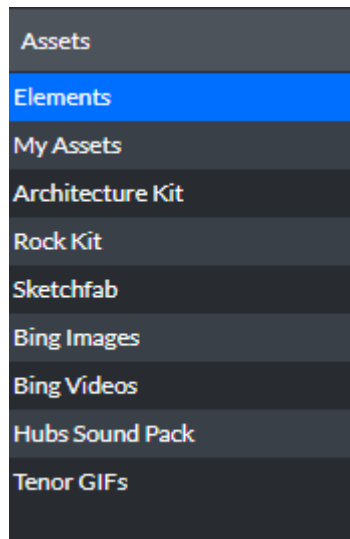 Assets
Elements
My Assets
Architecture Kit
Rock Kit
Sketchfab
Bing Images
Bing Videos
Hubs Sound Pack
Tenor GIFs